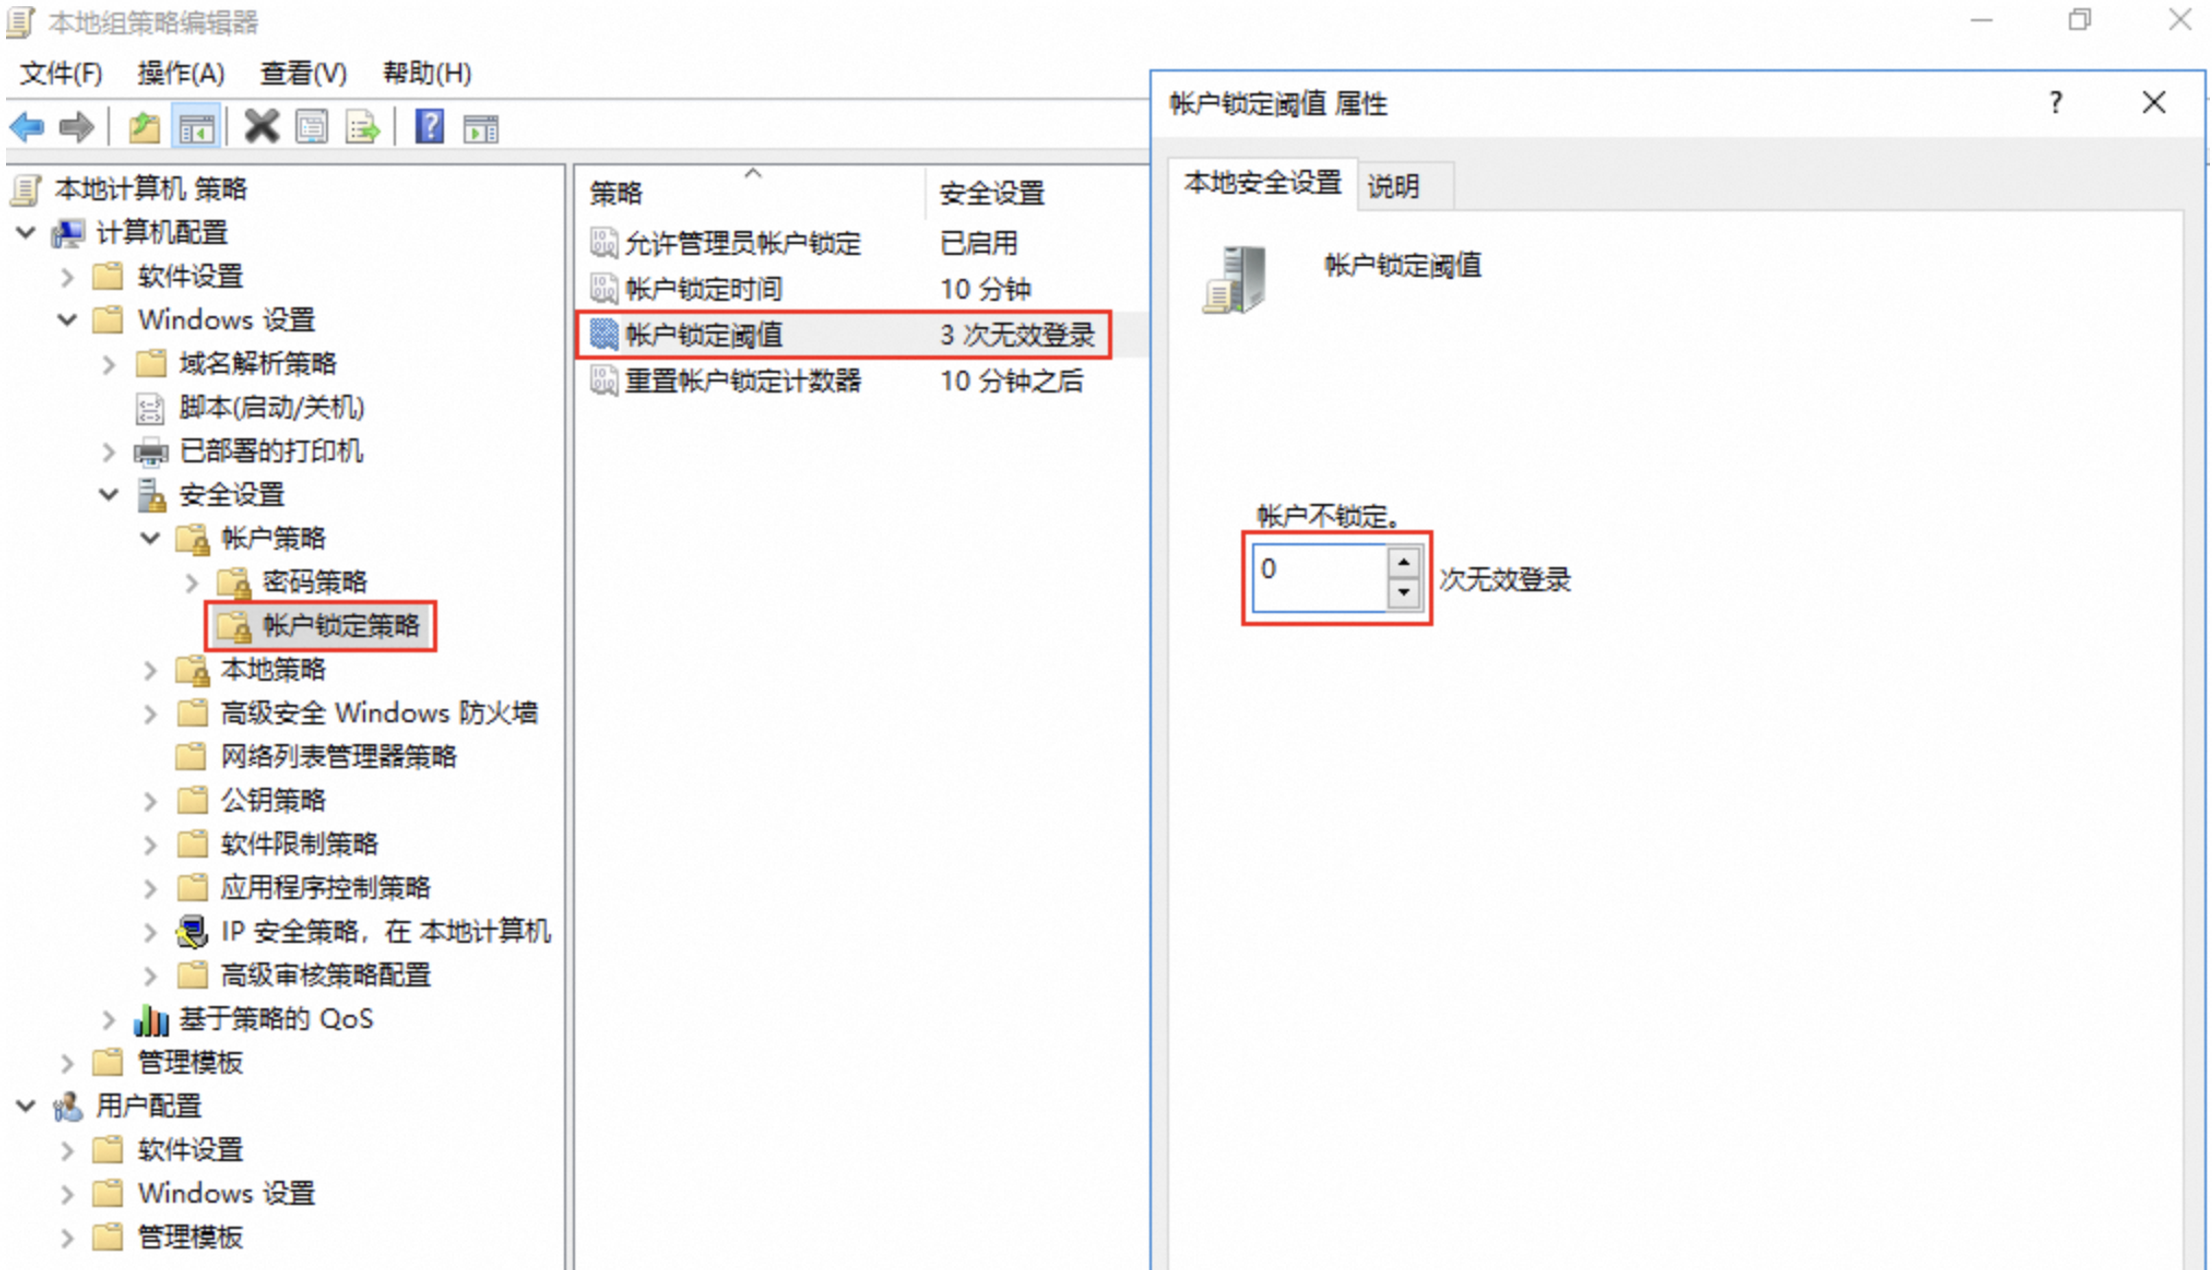 本地组策略编辑器
文件(F) 操作(A) 查看(V) 帮助(H)
本地计算机 策略
计算机配置
软件设置
Windows 设置
域名解析策略
脚本(启动/关机)
已部署的打印机
安全设置
帐户策略
密码策略
帐户锁定策略
本地策略
高级安全 Windows 防火墙
网络列表管理器策略
公钥策略
软件限制策略
应用程序控制策略
IP 安全策略，在 本地计算机
高级审核策略配置
基于策略的 QoS
管理模板
用户配置
软件设置
Windows 设置
管理模板
策略 安全设置
允许管理员帐户锁定 已启用
帐户锁定时间 10 分钟
帐户锁定阈值 3 次无效登录
重置帐户锁定计数器 10 分钟之后
帐户锁定阈值 属性
本地安全设置 说明
帐户锁定阈值
帐户不锁定。
0 次无效登录